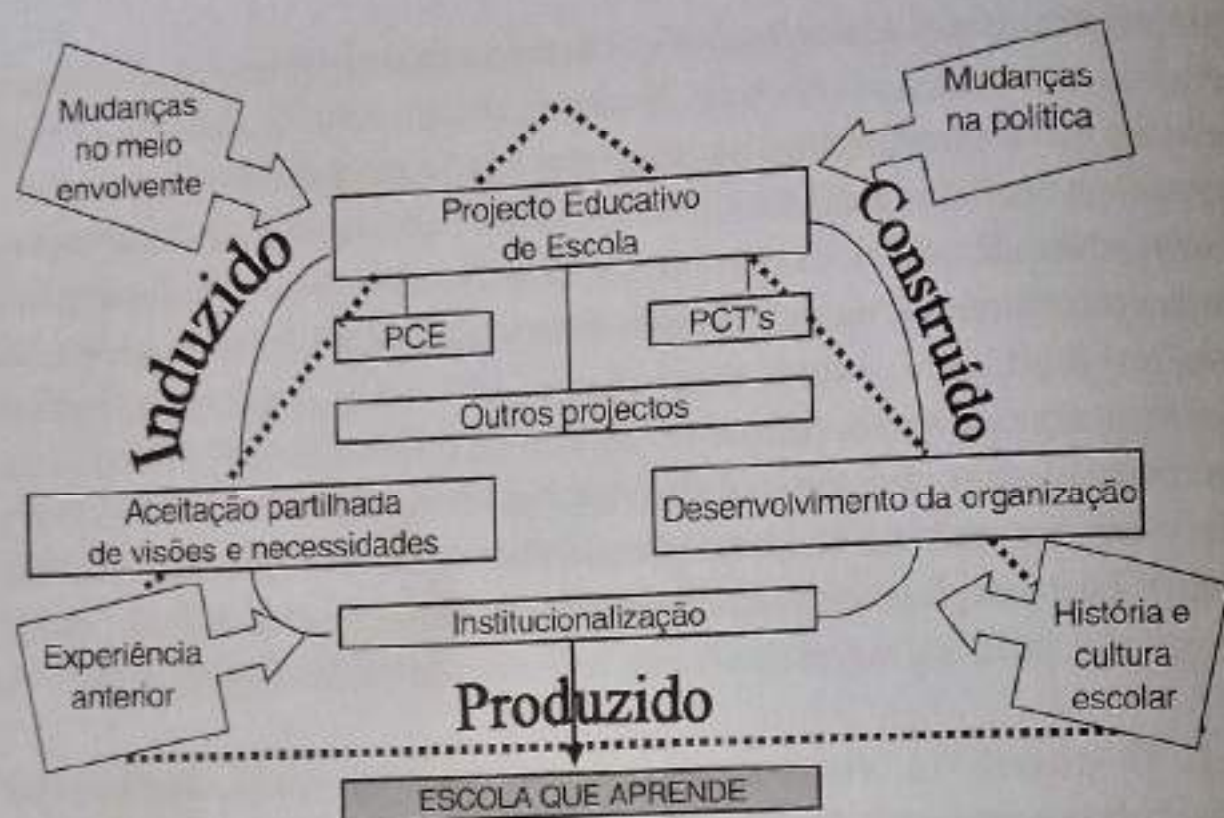 Mudanças
no meio
envolvente
Mudanças
na política
Projecto Educativo
de Escola
Induzido
Construído
PCE
PCT's
Outros projectos
Aceitação partilhada
de visões e necessidades
Desenvolvimento da organização
Experiência
anterior
Institucionalização
História e
cultura
escolar
Produzido
ESCOLA QUE APRENDE